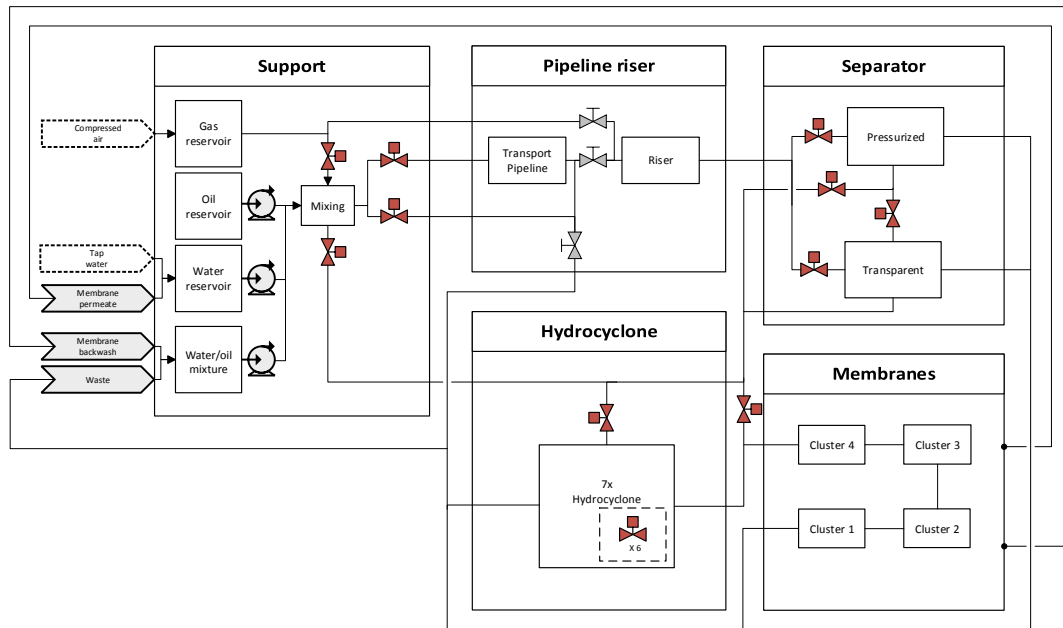 Support
Pipeline riser
Separator
Compressed
air
Gas
reservoir
Pressurized
Transport
Pipeline
Riser
Oil
reservoir
Mixing
Tap
water
Water
reservoir
Transparent
Membrane
permeate
Hydrocyclone
Membrane
backwash
Water/oil
mixture
Waste
Membranes
Cluster 4
Cluster 3
7x
Hydrocyclone
Cluster 1
Cluster 2
X 6